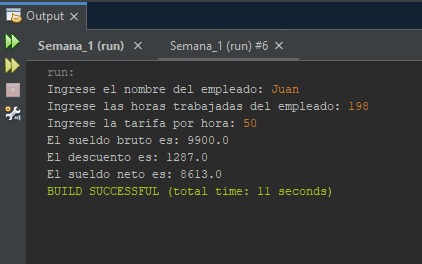 Output ×
Semana_1 (run) × Semana_1 (run) #6 ×
run:
Ingrese el nombre del empleado: Juan
Ingrese las horas trabajadas del empleado: 198
Ingrese la tarifa por hora: 50
El sueldo bruto es: 9900.0
El descuento es: 1287.0
El sueldo neto es: 8613.0
BUILD SUCCESSFUL (total time: 11 seconds)